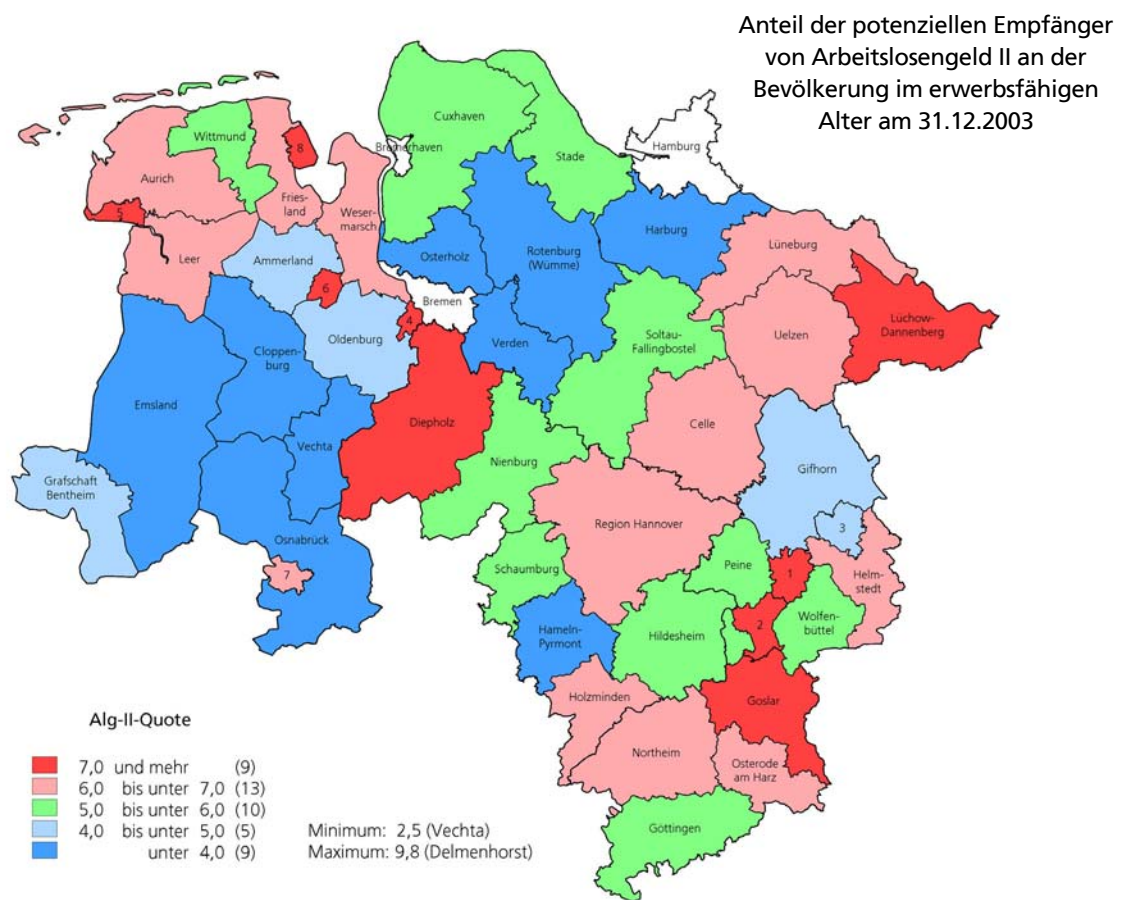 Anteil der potenziellen Empfänger
von Arbeitslosengeld II an der
Bevölkerung im erwerbsfähigen
Alter am 31.12.2003
Cuxhaven
Wittmund
Bremerhaven
Hamburg
8
Stade
Aurich
Fries-
land
5
Weser-
marsch
Harburg
Lüneburg
Leer
Ammerland
Osterholz
Rotenburg
(Wümme)
6
Bremen
4
Lüchow-
Dannenberg
Oldenburg
Verden
Soltau-
Fallingbostel
Uelzen
Cloppen-
burg
Emsland
Diepholz
Celle
Vechta
Nienburg
Gifhorn
Grafschaft
Bentheim
Region Hannover
3
Osnabrück
7
Schaumburg
Peine
1
Helm-
stedt
Hameln-
Pyrmont
Hildesheim
2
Wolfen-
büttel
Holzminden
Goslar
Northeim
Osterode
am Harz
Göttingen
Alg-II-Quote
7,0 und mehr (9)
6,0 bis unter 7,0 (13)
5,0 bis unter 6,0 (10)
4,0 bis unter 5,0 (5)
unter 4,0 (9)
Minimum: 2,5 (Vechta)
Maximum: 9,8 (Delmenhorst)